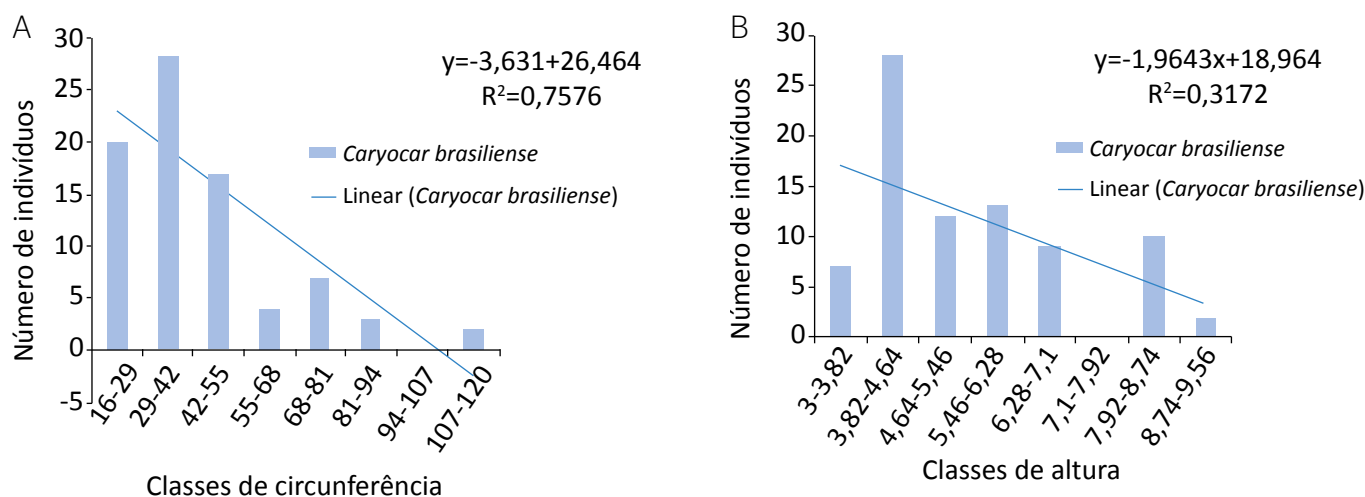 A
30
25
20
15
10
5
0
-5
Número de indivíduos
y=-3,631+26,464
R²=0,7576
Caryocar brasiliense
Linear (Caryocar brasiliense)
16-29
29-42
42-55
55-68
68-81
81-94
94-107
107-120
Classes de circunferência
B
30
25
20
15
10
5
0
Número de indivíduos
y=-1,9643x+18,964
R²=0,3172
Caryocar brasiliense
Linear (Caryocar brasiliense)
3-3,82
3,82-4,64
4,64-5,46
5,46-6,28
6,28-7,1
7,1-7,92
7,92-8,74
8,74-9,56
Classes de altura